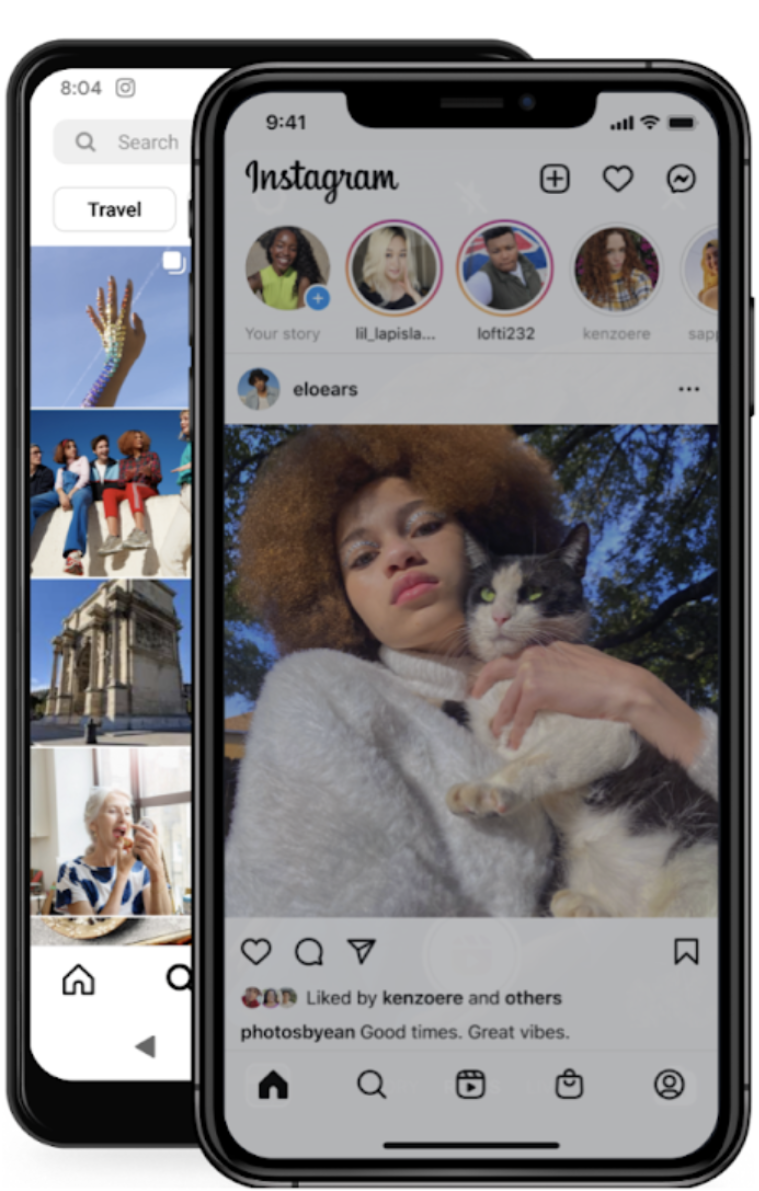 8:04
Search
Travel
9:41
Instagram
Your story
lil_lapisla...
lofti232
kenzoere
sapp
eloears
Liked by kenzoere and others
photosbyean Good times. Great vibes.